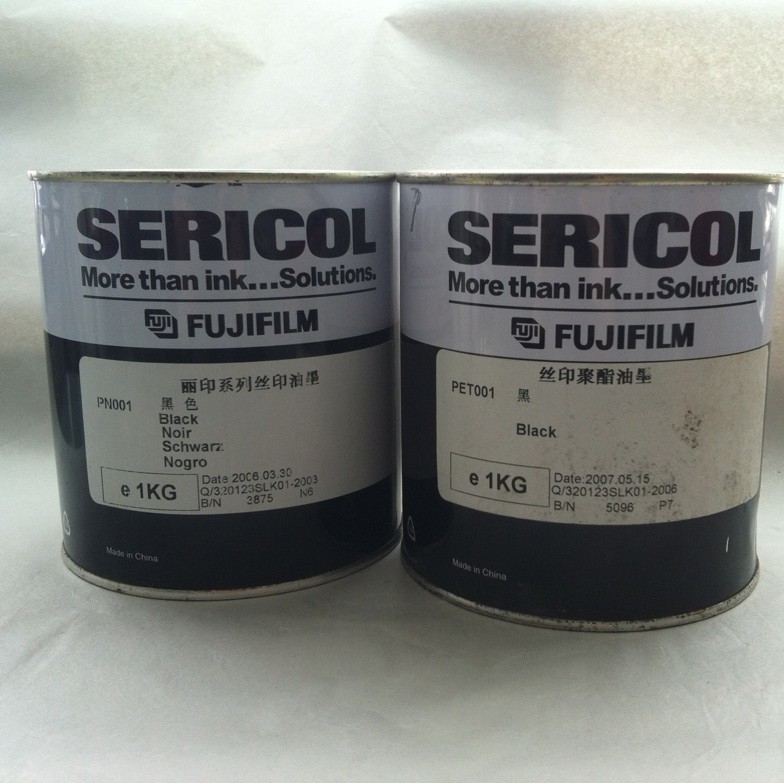 SERICOL
More than ink...Solutions.
FUJI FUJIFILM
丽印系列丝印油墨
PN001 黑 色
Black
Noir
Schwarz
Nogro
e 1KG
Date 2006.03.30
Q/320123SLK01-2003
B/N 3875 N6
Made in China
SERICOL
More than ink...Solutions.
FUJI FUJIFILM
丝印聚酯油墨
PET001 黑
Black
e 1KG
Date:2007.05.15
Q/320123SLK01-2006
B/N 5096 P7
Made in China